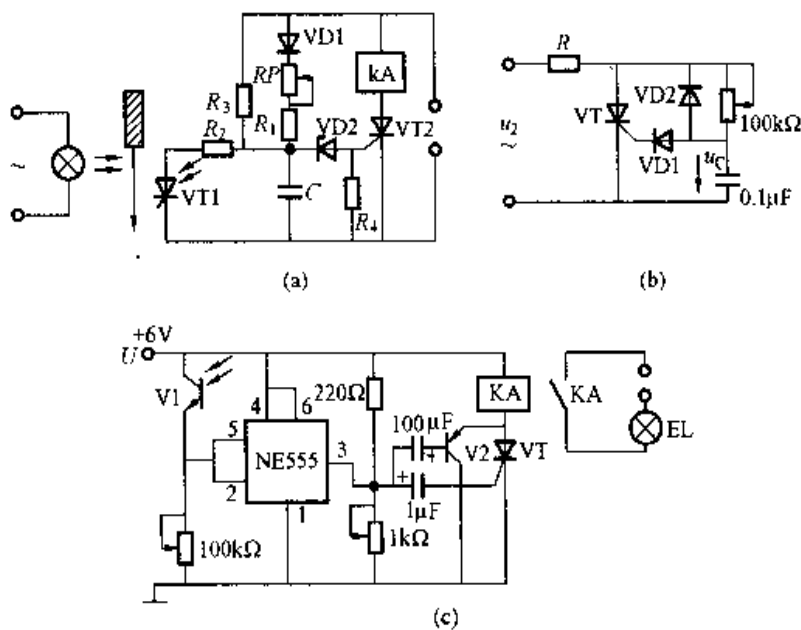 VD1
RP
kA
R3
R1
R2
VD2
VT2
VT1
C
R4
~
(a)
R
u2
~
VT
VD2
100kΩ
VD1
uC
0.1μF
(b)
+6V
U
V1
4
6
220Ω
KA
KA
100μF
5
NE555
3
+
V2
VT
EL
2
+
1μF
1
100kΩ
1kΩ
(c)